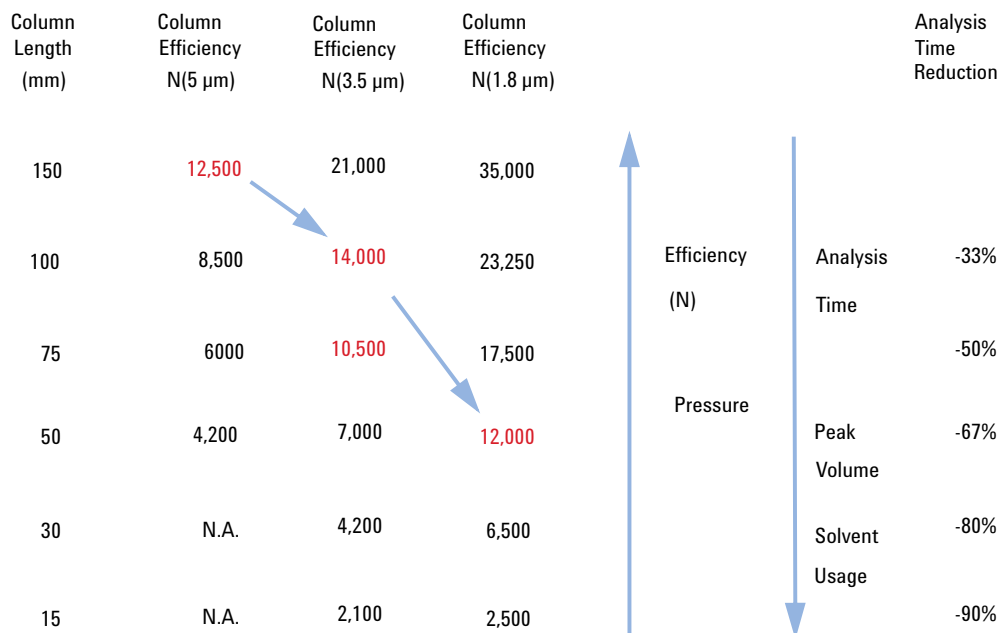 Column Length (mm)
Column Efficiency N(5 µm)
Column Efficiency N(3.5 µm)
Column Efficiency N(1.8 µm)
Analysis Time Reduction
150 12,500 21,000 35,000
100 8,500 14,000 23,250 Efficiency (N) Analysis Time -33%
75 6000 10,500 17,500 -50%
Pressure
50 4,200 7,000 12,000 Peak Volume -67%
30 N.A. 4,200 6,500 Solvent Usage -80%
15 N.A. 2,100 2,500 -90%